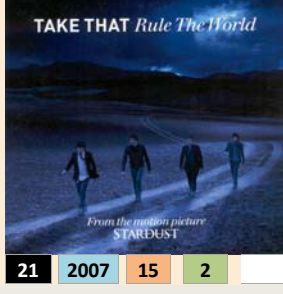 TAKE THAT Rule The World
From the motion picture
STARDUST
21 2007 15 2